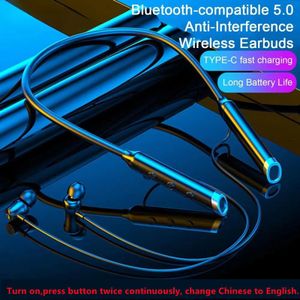 Bluetooth-compatible 5.0
Anti-Interference
Wireless Earbuds
TYPE-C fast charging
Long Battery Life
Turn on,press button twice continuously, change Chinese to English.